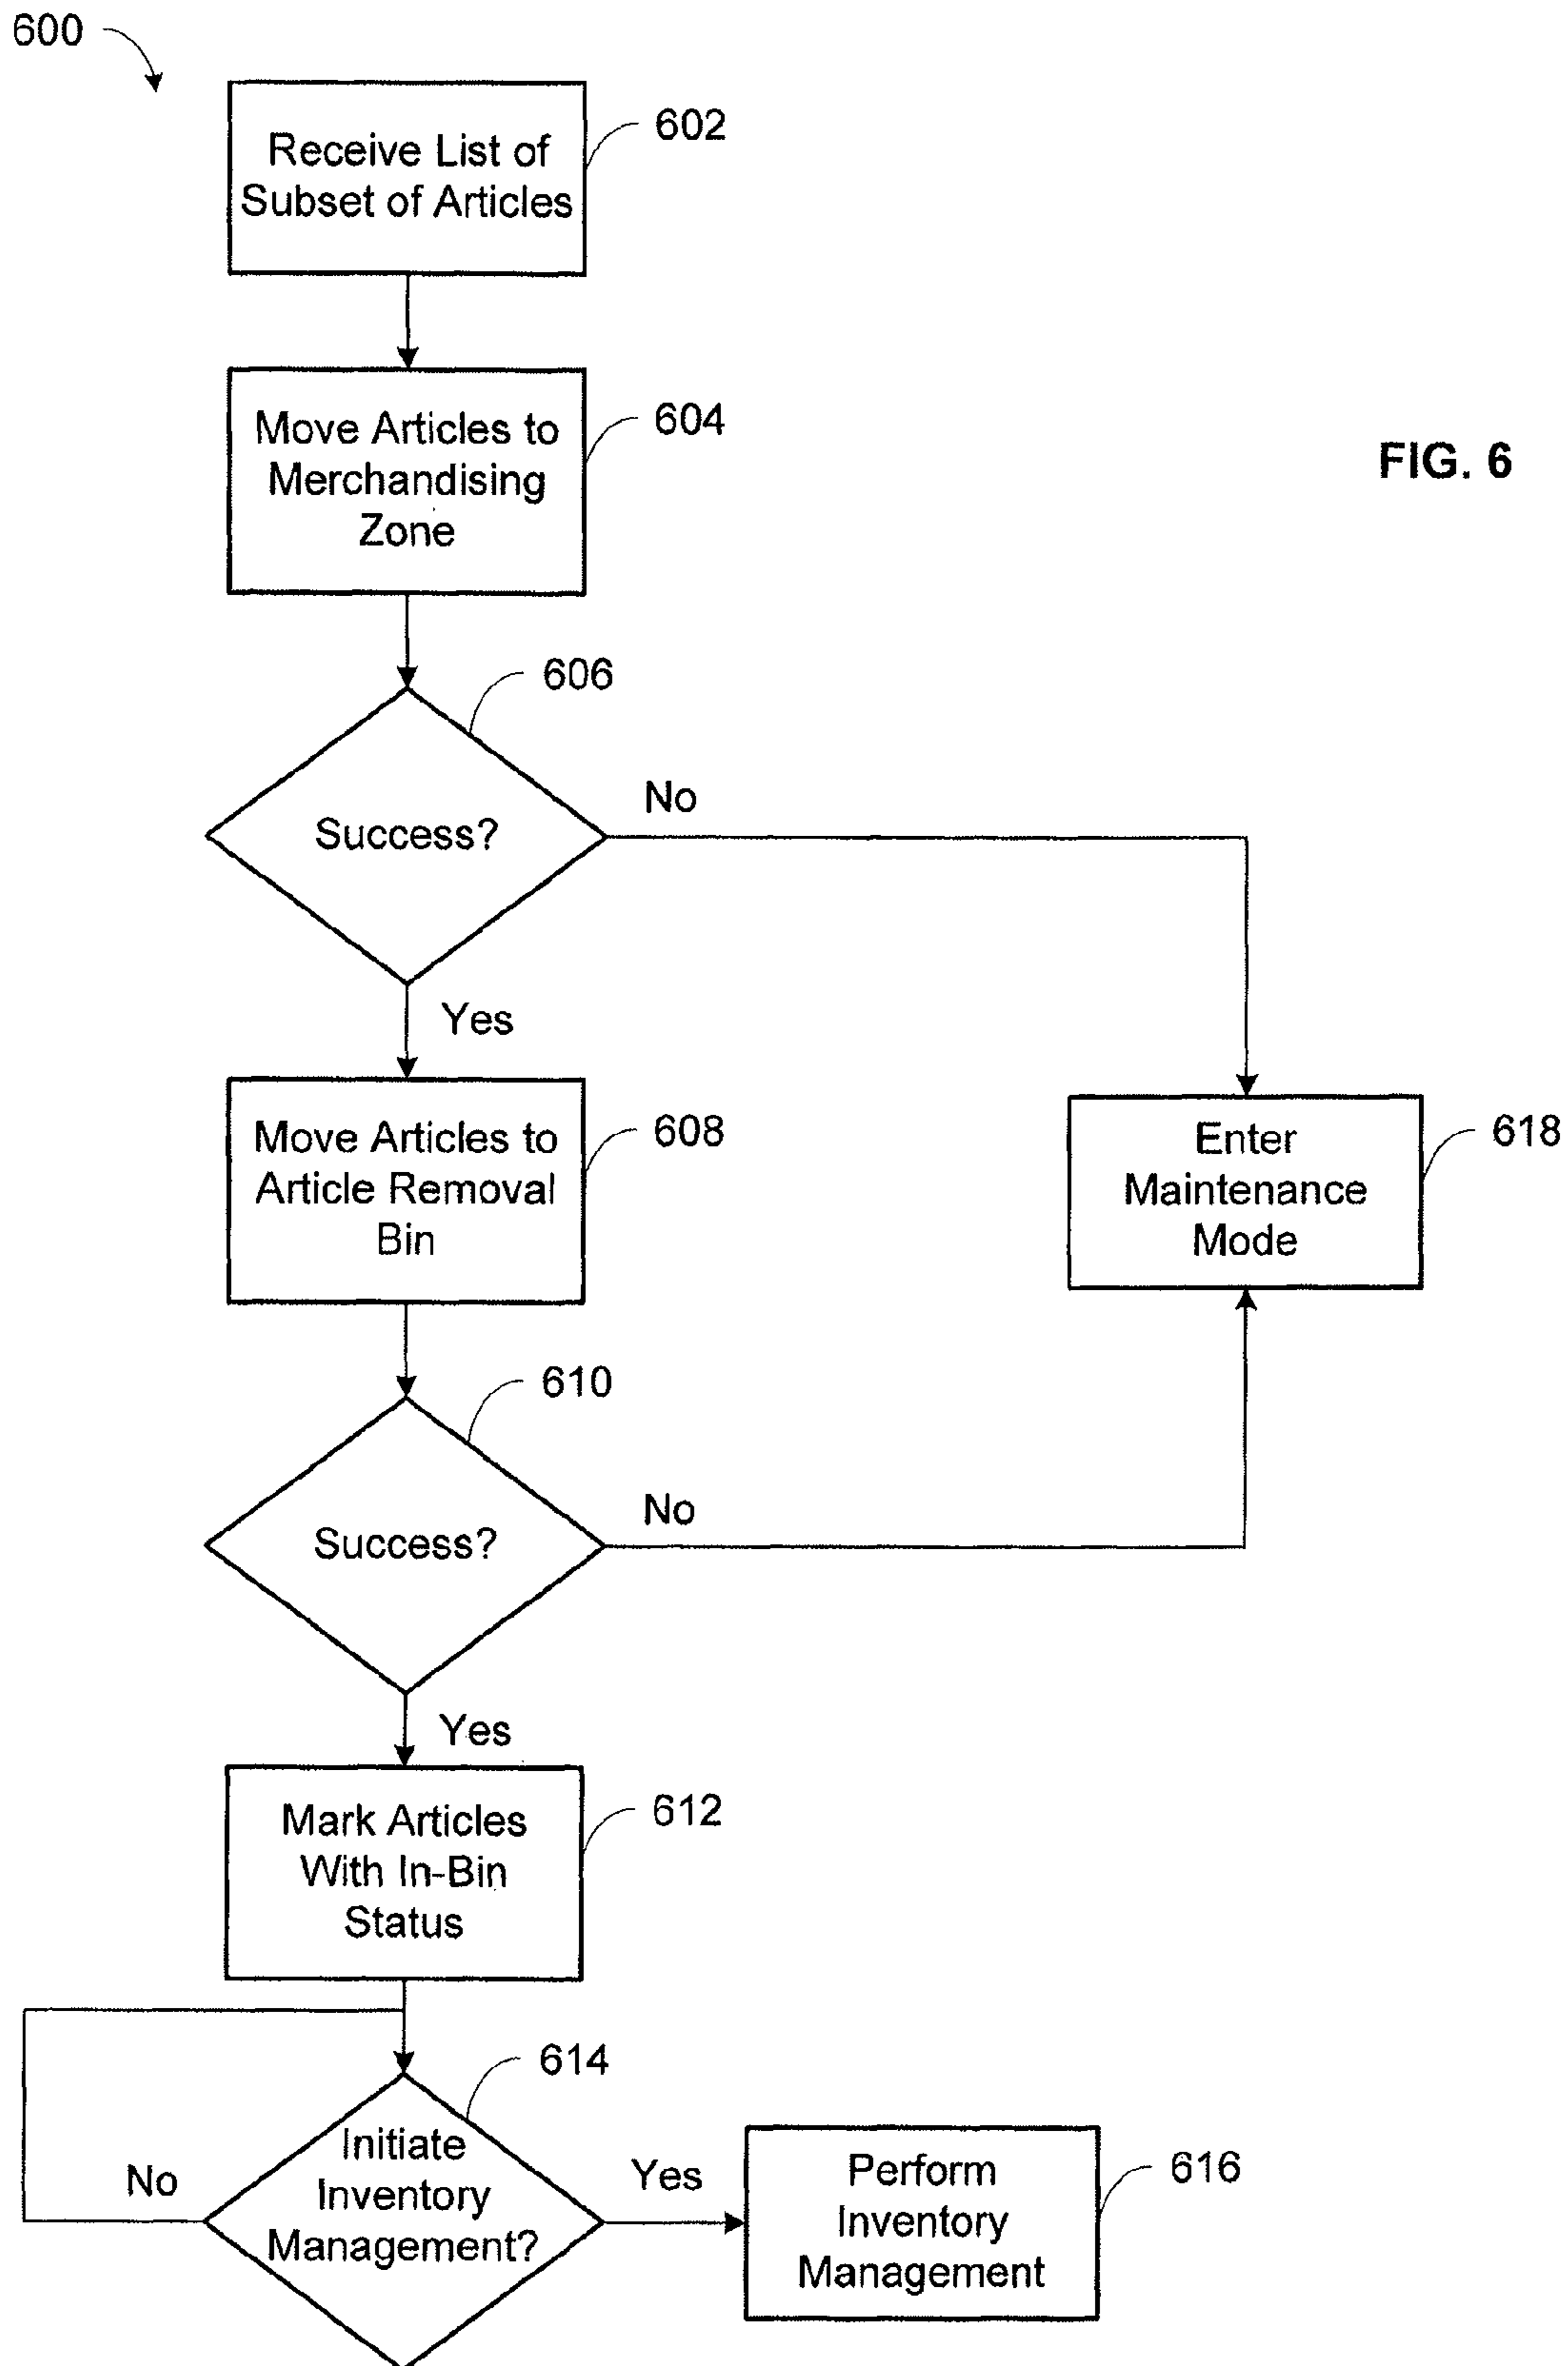 600
Receive List of
Subset of Articles
602
Move Articles to
Merchandising
Zone
604
FIG. 6
606
Success?
No
Yes
Move Articles to
Article Removal
Bin
608
Enter
Maintenance
Mode
618
610
Success?
No
Yes
Mark Articles
With In-Bin
Status
612
614
Initiate
Inventory
Management?
No
Yes
Perform
Inventory
Management
616